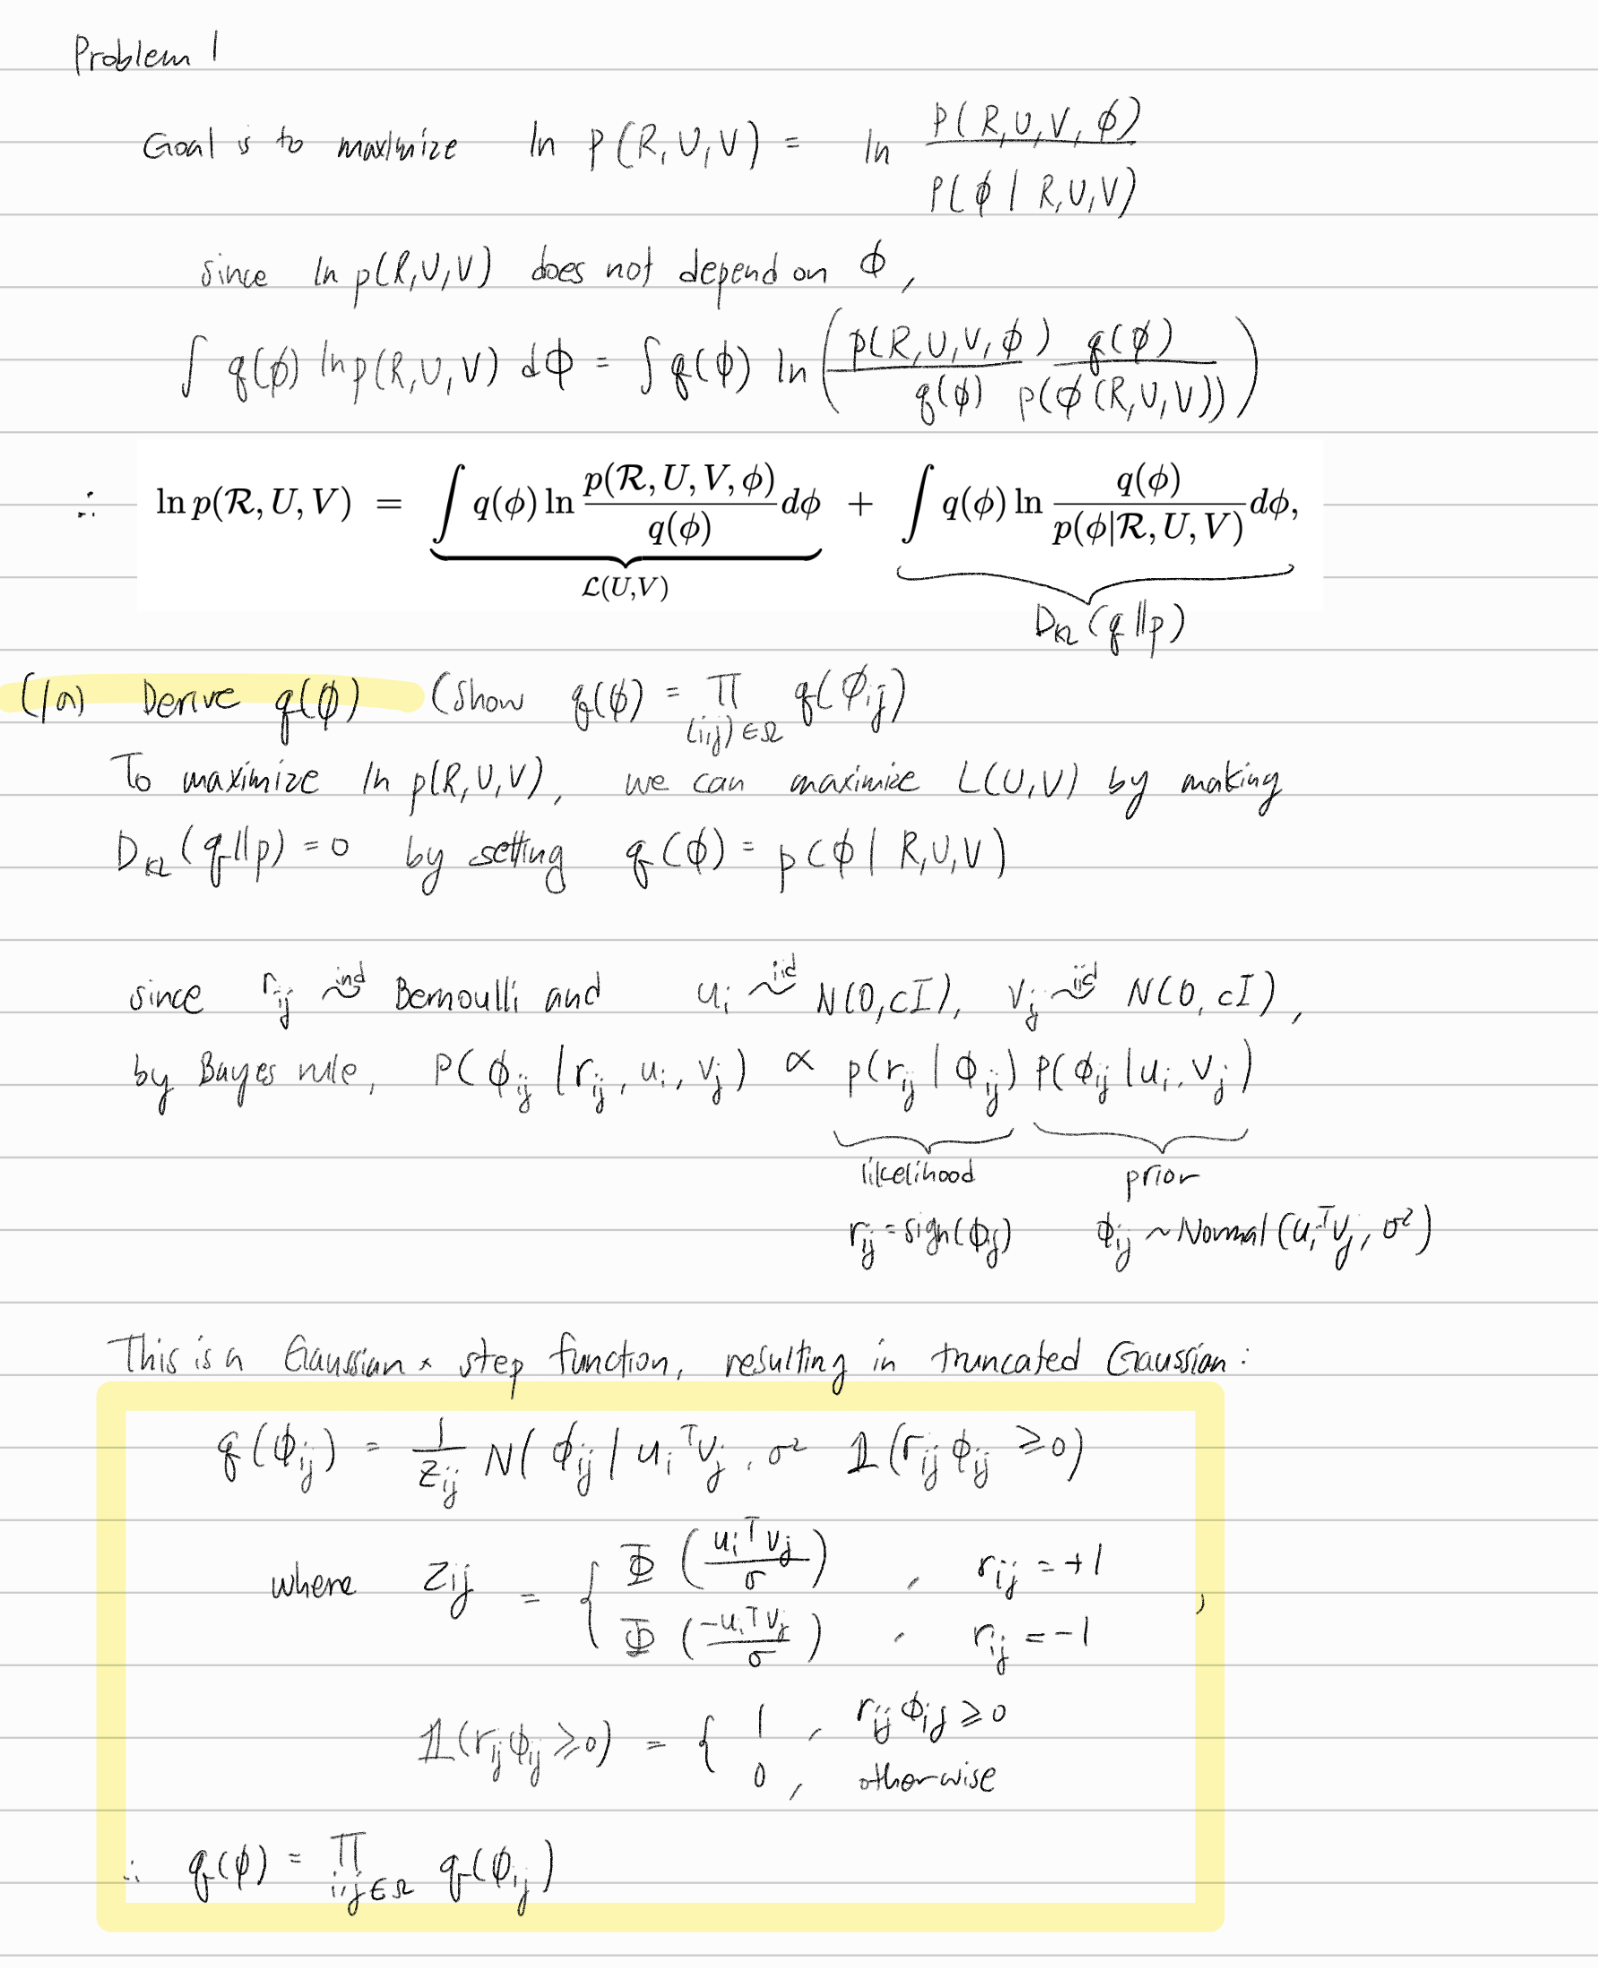 Problem 1
Goal is to maximize ln p(R,U,V) = ln P(R,U,V,ϕ) / P(ϕ | R,U,V)
since ln p(R,U,V) does not depend on ϕ,
∫ q(ϕ) ln p(R,U,V) dϕ = ∫ q(ϕ) ln ( p(R,U,V,ϕ) / q(ϕ) q(ϕ) / p(ϕ(R,U,V)) )
∴ ln p(ℛ, U, V) = ∫ q(ϕ) ln p(ℛ, U, V, ϕ) / q(ϕ) dϕ + ∫ q(ϕ) ln q(ϕ) / p(ϕ|ℛ, U, V) dϕ,
ℒ(U,V)
D_KL (q||p)
(1a) Derive q(ϕ) (Show q(ϕ) = Π_(i,j)∈Ω q(ϕ_ij)
To maximize ln p(R,U,V), we can maximize L(U,V) by making
D_KL (q||p) = 0 by setting q(ϕ) = p(ϕ | R,U,V)
since r_ij ~ind Bernoulli and u_i ~iid N(0,cI), v_j ~iid N(0, cI),
by Bayes rule, P(ϕ_ij | r_ij, u_i, v_j) ∝ p(r_ij | ϕ_ij) P(ϕ_ij | u_i, v_j)
likelihood prior
r_ij = sign(ϕ_ij) ϕ_ij ~ Normal (u_i^T v_j, σ²)
This is a Gaussian × step function, resulting in truncated Gaussian:
q(ϕ_ij) = 1/z_ij N( ϕ_ij | u_i^T v_j, σ² 𝟙(r_ij ϕ_ij ≥ 0)
where z_ij = { Φ (u_i^T v_j / σ) , r_ij = +1
Φ (-u_i^T v_j / σ) , r_ij = -1 ,
𝟙(r_ij ϕ_ij ≥ 0) = { 1 , r_ij ϕ_ij ≥ 0
0 , otherwise
∴ q(ϕ) = Π_i,j∈Ω q(ϕ_ij)